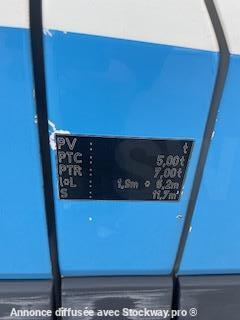 PV : t
PTC : 5,00t
PTR : 7,00t
lxL : 1,9m x 6,2m
S : 11,7m²
Annonce diffusée avec Stockway.pro ®